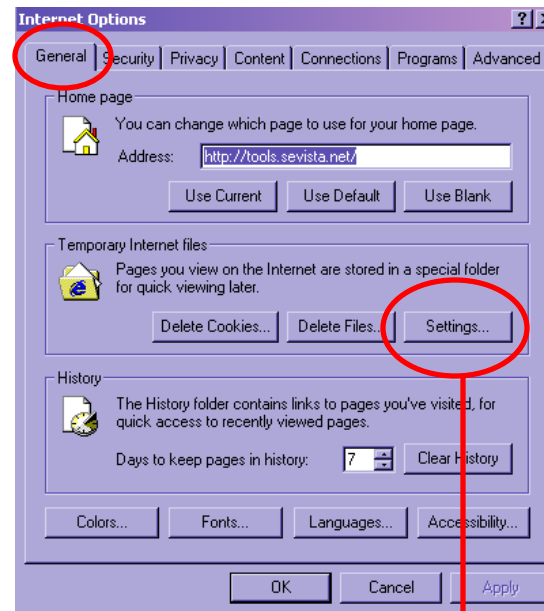 Internet Options
General Security Privacy Content Connections Programs Advanced
Home page
You can change which page to use for your home page.
Address: http://tools.sevista.net/
Use Current Use Default Use Blank
Temporary Internet files
Pages you view on the Internet are stored in a special folder
for quick viewing later.
Delete Cookies... Delete Files... Settings...
History
The History folder contains links to pages you've visited, for
quick access to recently viewed pages.
Days to keep pages in history: 7 Clear History
Colors... Fonts... Languages... Accessibility...
OK Cancel Apply